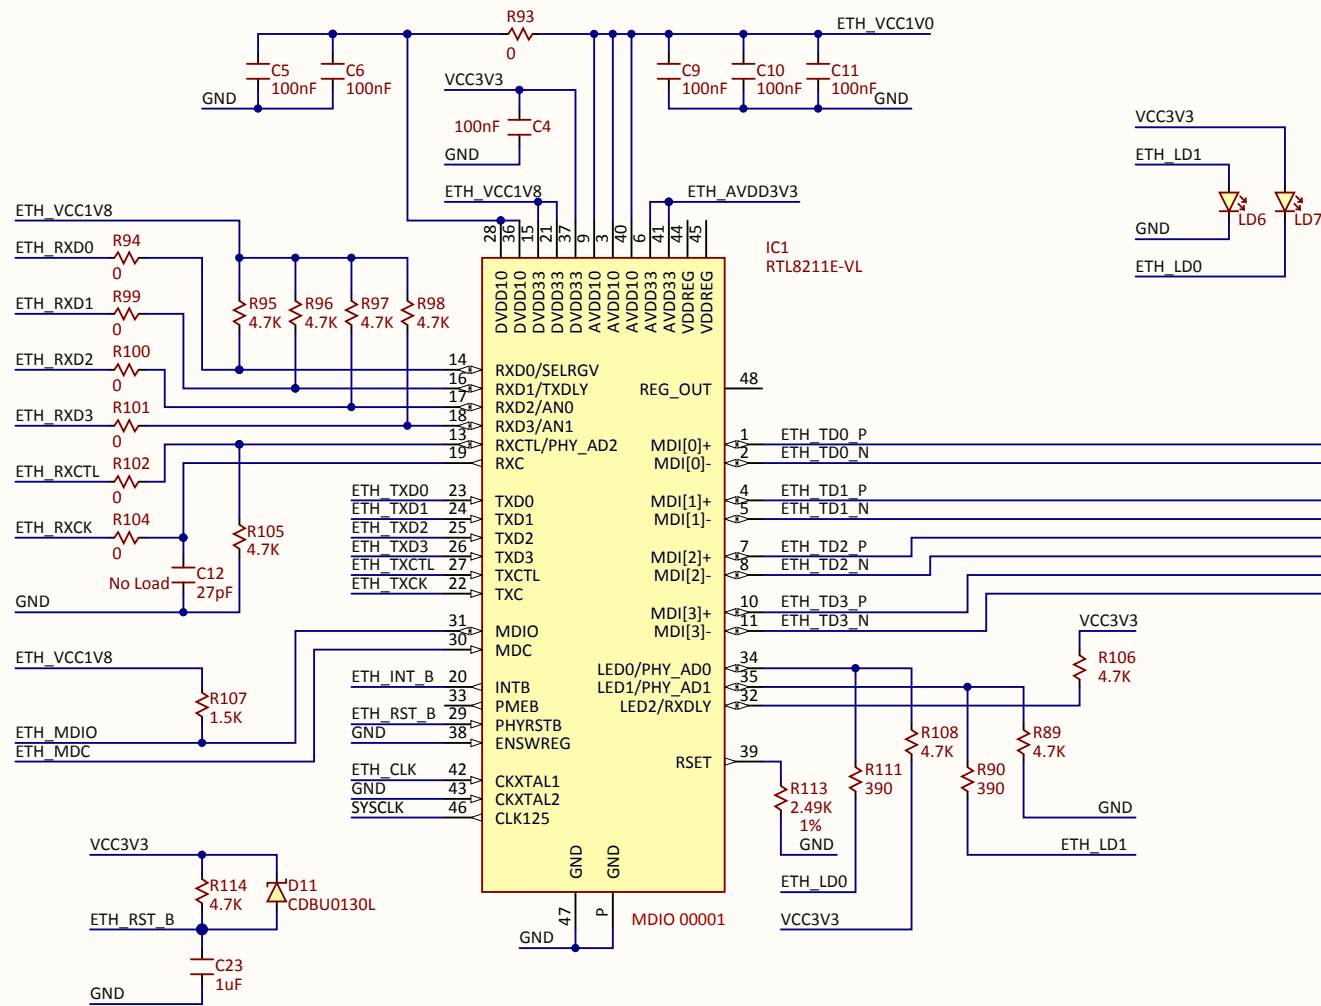 R93
0
ETH_VCC1V0
C5
100nF
C6
100nF
GND
VCC3V3
100nF C4
GND
C9
100nF
C10
100nF
C11
100nF
GND
VCC3V3
ETH_LD1
GND
LD6
LD7
ETH_LD0
ETH_VCC1V8
ETH_AVDD3V3
28
36
15
21
37
9
3
40
6
41
44
45
IC1
RTL8211E-VL
DVDD10
DVDD10
DVDD33
DVDD33
DVDD33
AVDD10
AVDD10
AVDD10
AVDD33
AVDD33
VDDREG
VDDREG
ETH_VCC1V8
ETH_RXD0
R94
0
ETH_RXD1
R99
0
ETH_RXD2
R100
0
ETH_RXD3
R101
0
ETH_RXCTL
R102
0
ETH_RXCK
R104
0
R95
4.7K
R96
4.7K
R97
4.7K
R98
4.7K
R105
4.7K
No Load
C12
27pF
GND
14 RXD0/SELRGV
16 RXD1/TXDLY
17 RXD2/AN0
18 RXD3/AN1
13 RXCTL/PHY_AD2
19 RXC
ETH_TXD0 23 TXD0
ETH_TXD1 24 TXD1
ETH_TXD2 25 TXD2
ETH_TXD3 26 TXD3
ETH_TXCTL 27 TXCTL
ETH_TXCK 22 TXC
31 MDIO
30 MDC
ETH_INT_B 20 INTB
33 PMEB
ETH_RST_B 29 PHYRSTB
GND 38 ENSWREG
ETH_CLK 42 CKXTAL1
GND 43 CKXTAL2
SYSCLK 46 CLK125
ETH_VCC1V8
R107
1.5K
ETH_MDIO
ETH_MDC
REG_OUT 48
MDI[0]+ 1 ETH_TD0_P
MDI[0]- 2 ETH_TD0_N
MDI[1]+ 4 ETH_TD1_P
MDI[1]- 5 ETH_TD1_N
MDI[2]+ 7 ETH_TD2_P
MDI[2]- 8 ETH_TD2_N
MDI[3]+ 10 ETH_TD3_P
MDI[3]- 11 ETH_TD3_N
LED0/PHY_AD0 34
LED1/PHY_AD1 35
LED2/RXDLY 32
RSET 39
VCC3V3
R106
4.7K
R108
4.7K
R89
4.7K
R111
390
R90
390
R113
2.49K
1%
GND
GND
ETH_LD1
ETH_LD0
VCC3V3
GND
GND
47
P
GND
MDIO 00001
VCC3V3
R114
4.7K
D11
CDBU0130L
ETH_RST_B
C23
1uF
GND